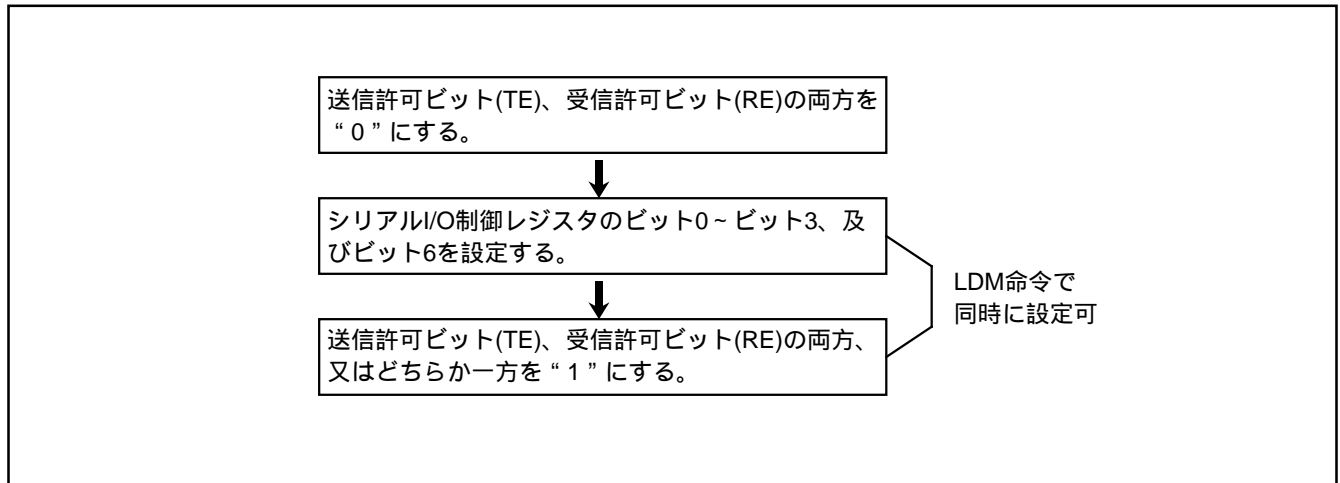 送信許可ビット(TE)、受信許可ビット(RE)の両方を
“０”にする。
シリアルI/O制御レジスタのビット0～ビット3、及
びビット6を設定する。
LDM命令で
同時に設定可
送信許可ビット(TE)、受信許可ビット(RE)の両方、
又はどちらか一方を“１”にする。